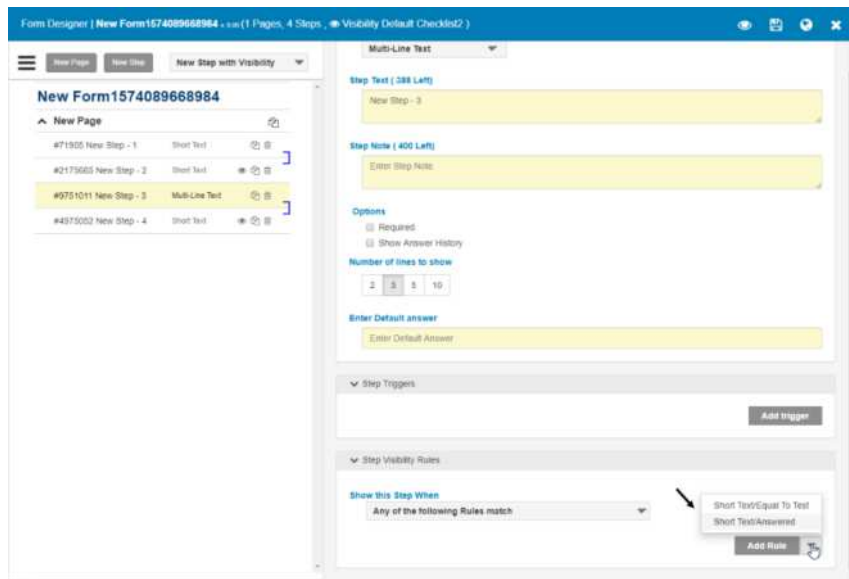 Form Designer | New Form1574089668984 (1 Pages, 4 Steps, Visibility Default Checklist2 )
New Page New Step New Step with Visibility
New Form1574089668984
New Page
#71905 New Step - 1 Short Text
#2175665 New Step - 2 Short Text
#9751011 New Step - 3 Multi-Line Text
#4975052 New Step - 4 Short Text
Multi-Line Text
Step Text ( 388 Left)
New Step - 3
Step Note ( 400 Left)
Enter Step Note
Options
Required
Show Answer History
Number of lines to show
2 3 5 10
Enter Default answer
Enter Default Answer
Step Triggers
Add trigger
Step Visibility Rules
Show this Step When
Any of the following Rules match
Short Text/Equal To Test
Short Text/Answered
Add Rule